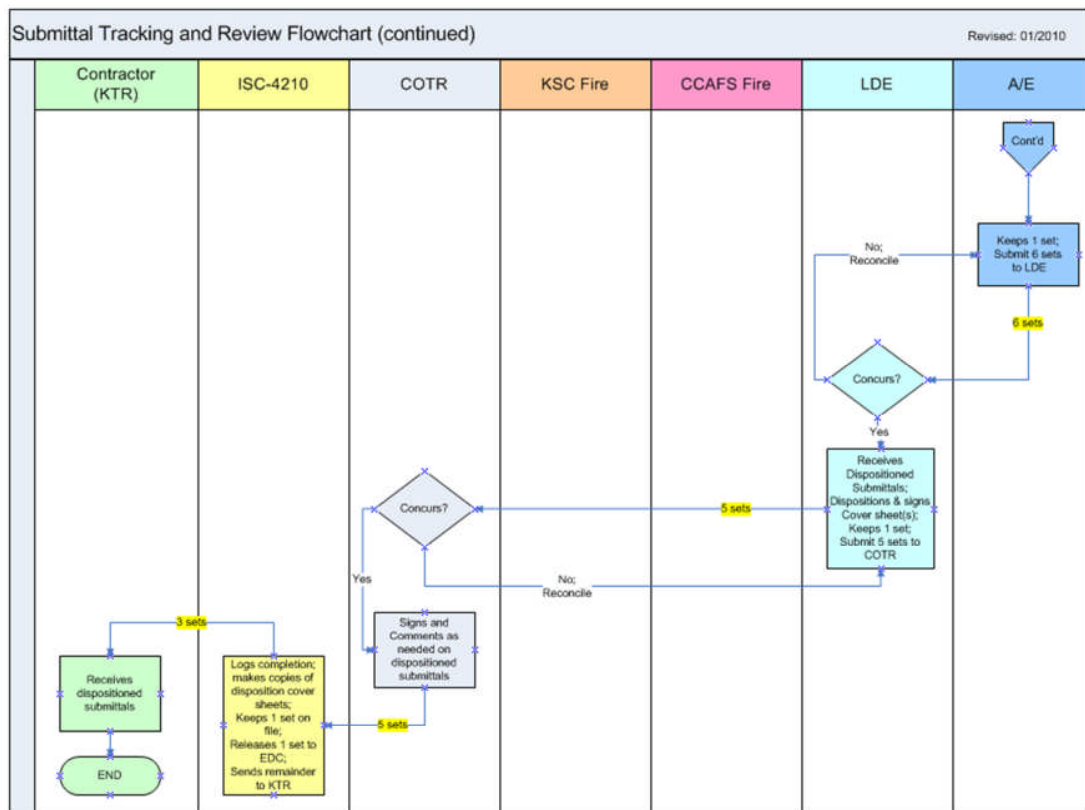 Submittal Tracking and Review Flowchart (continued)
Revised: 01/2010
Contractor
(KTR)
ISC-4210
COTR
KSC Fire
CCAFS Fire
LDE
A/E
Cont'd
Keeps 1 set;
Submit 6 sets
to LDE
No;
Reconcile
6 sets
Concurs?
Yes
Receives
Dispositioned
Submittals;
Dispositions & signs
Cover sheet(s);
Keeps 1 set;
Submit 5 sets to
COTR
5 sets
Concurs?
No;
Reconcile
Yes
Signs and
Comments as
needed on
dispositioned
submittals
5 sets
Logs completion;
makes copies of
disposition cover
sheets;
Keeps 1 set on
file;
Releases 1 set to
EDC;
Sends remainder
to KTR
3 sets
Receives
dispositioned
submittals
END